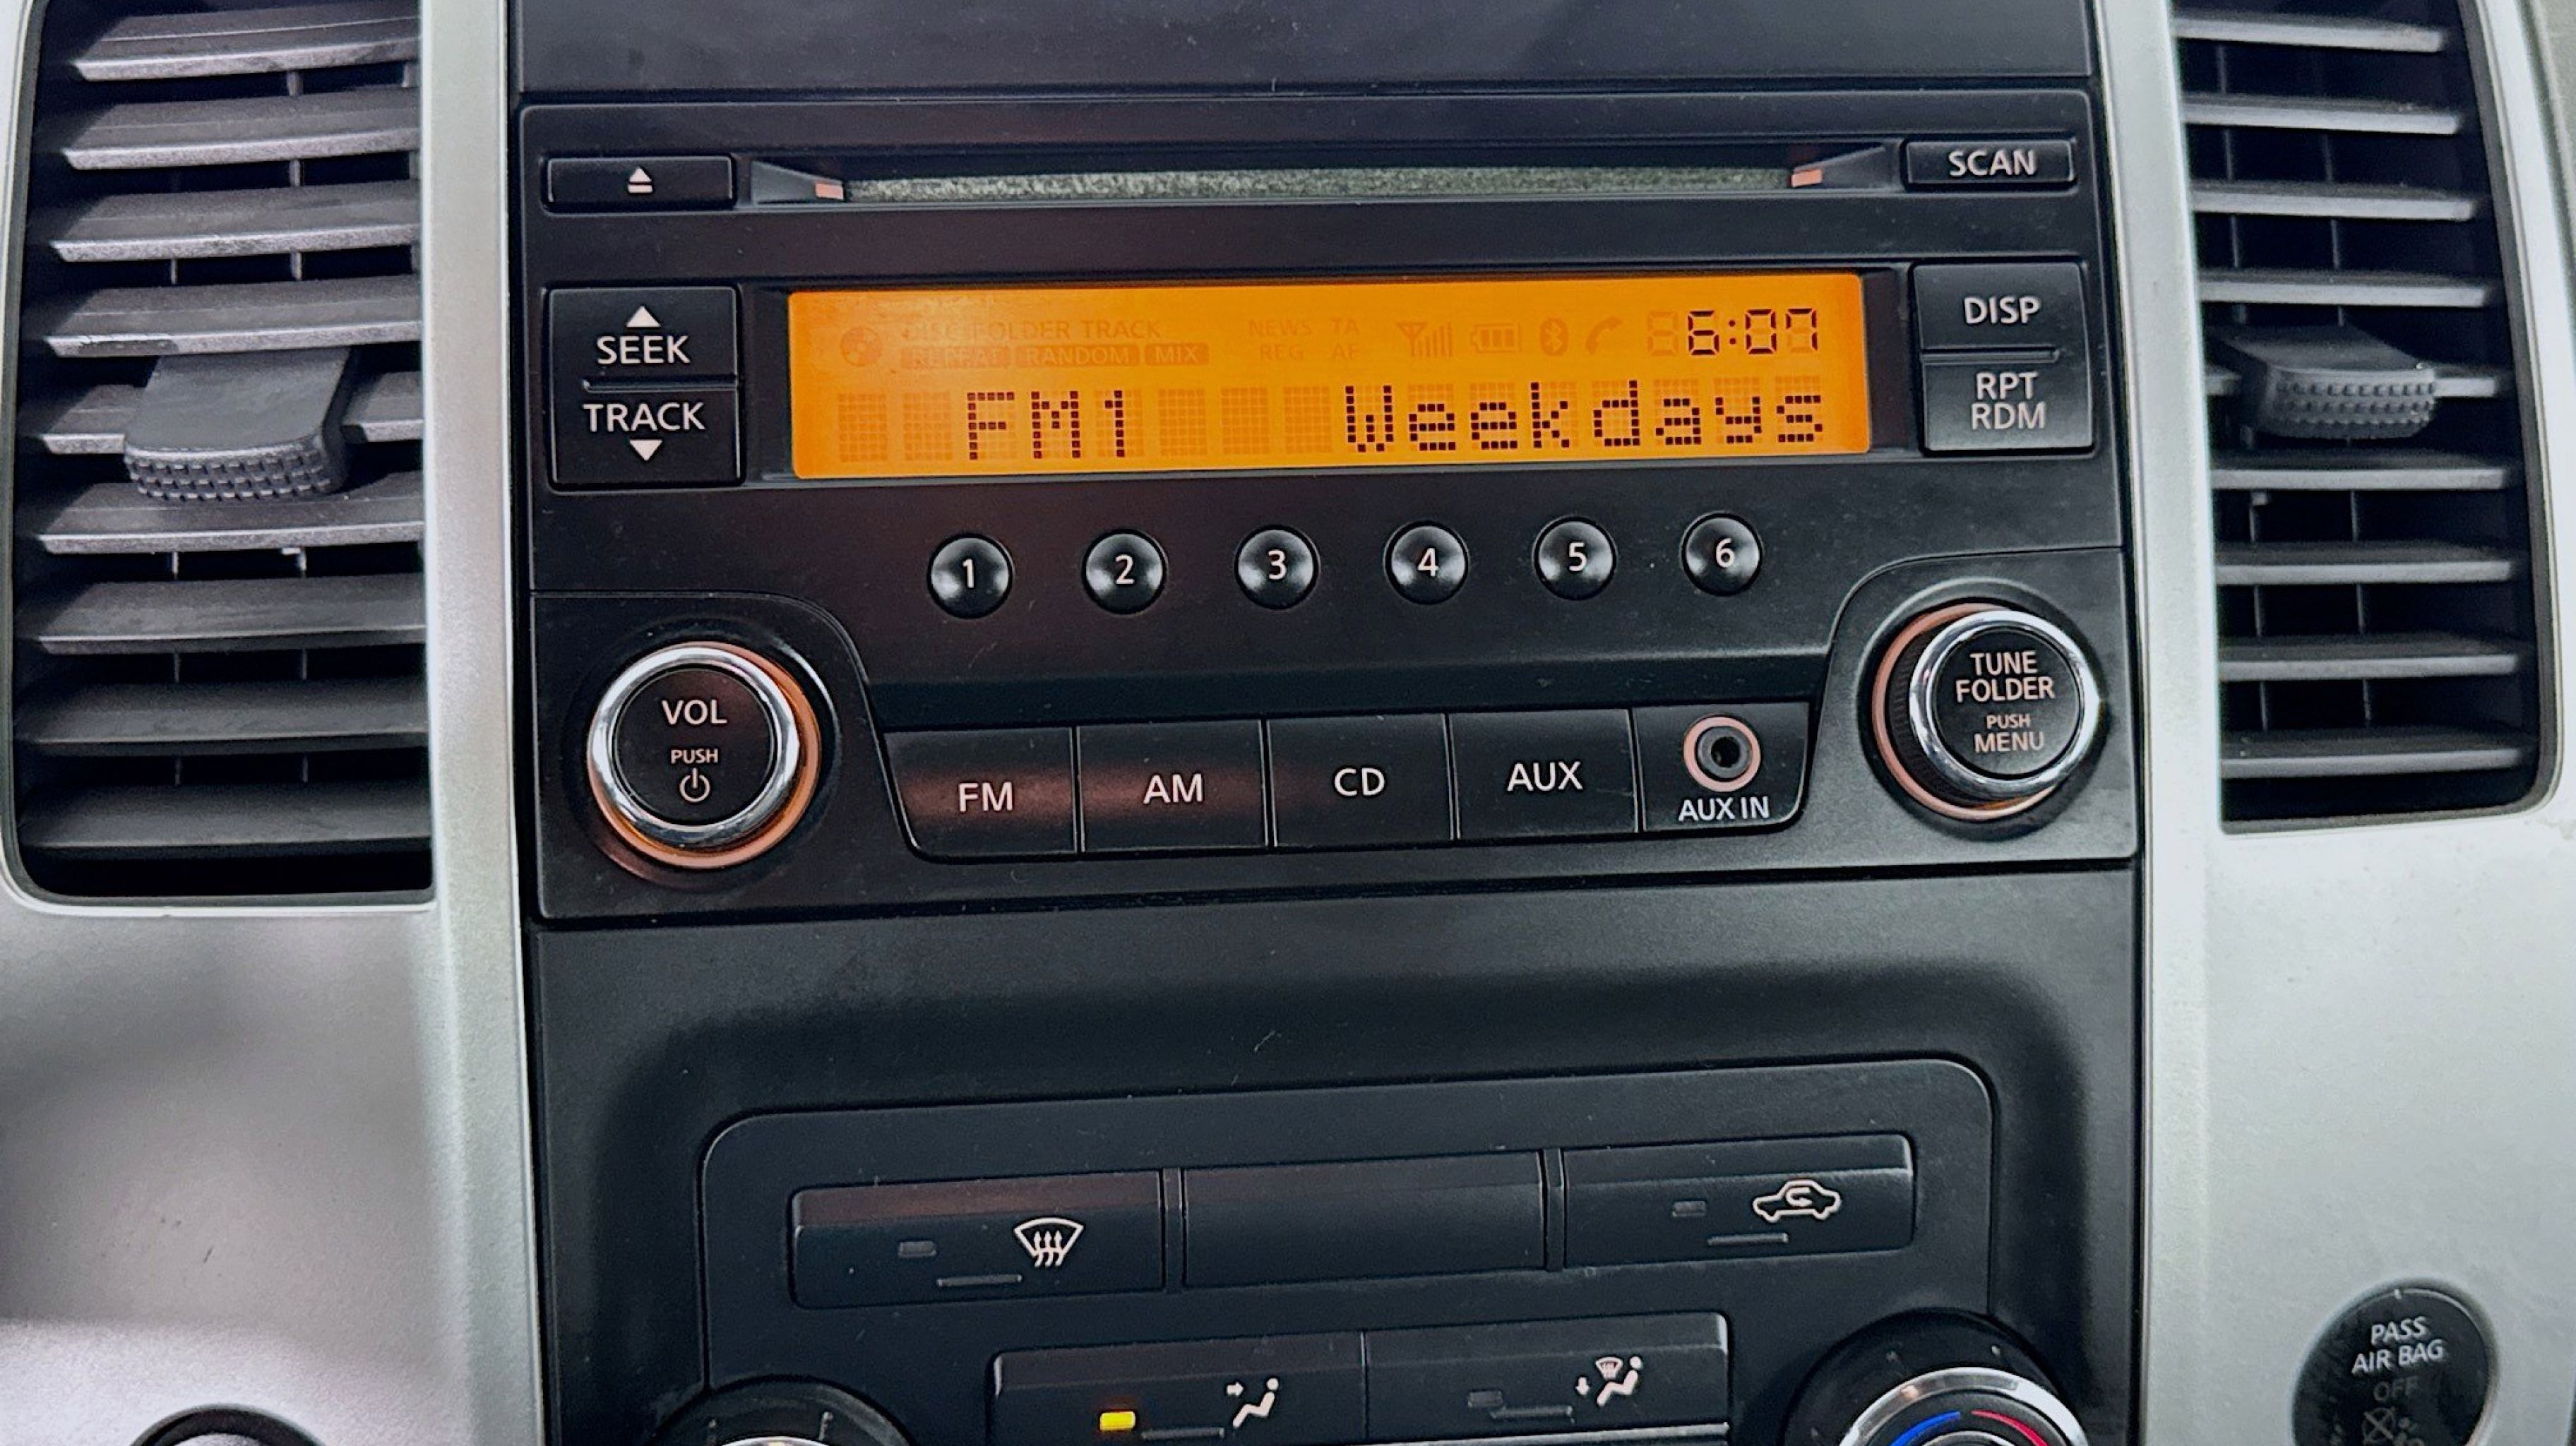 SCAN
SEEK
TRACK
DISC FOLDER TRACK
REPEAT RANDOM MIX
NEWS TA
REG AF
6:07
FM1 Weekdays
DISP
RPT
RDM
1 2 3 4 5 6
VOL
PUSH
FM AM CD AUX
AUX IN
TUNE
FOLDER
PUSH
MENU
PASS
AIR BAG
OFF